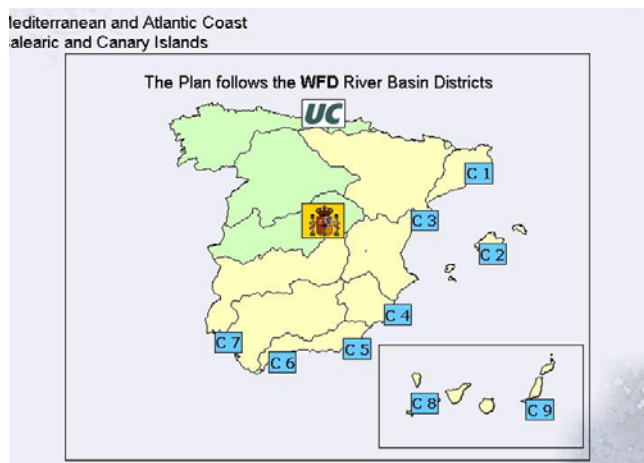 Mediterranean and Atlantic Coast
Balearic and Canary Islands
The Plan follows the WFD River Basin Districts
UC
C 1
C 3
C 2
C 4
C 7
C 5
C 6
C 8
C 9